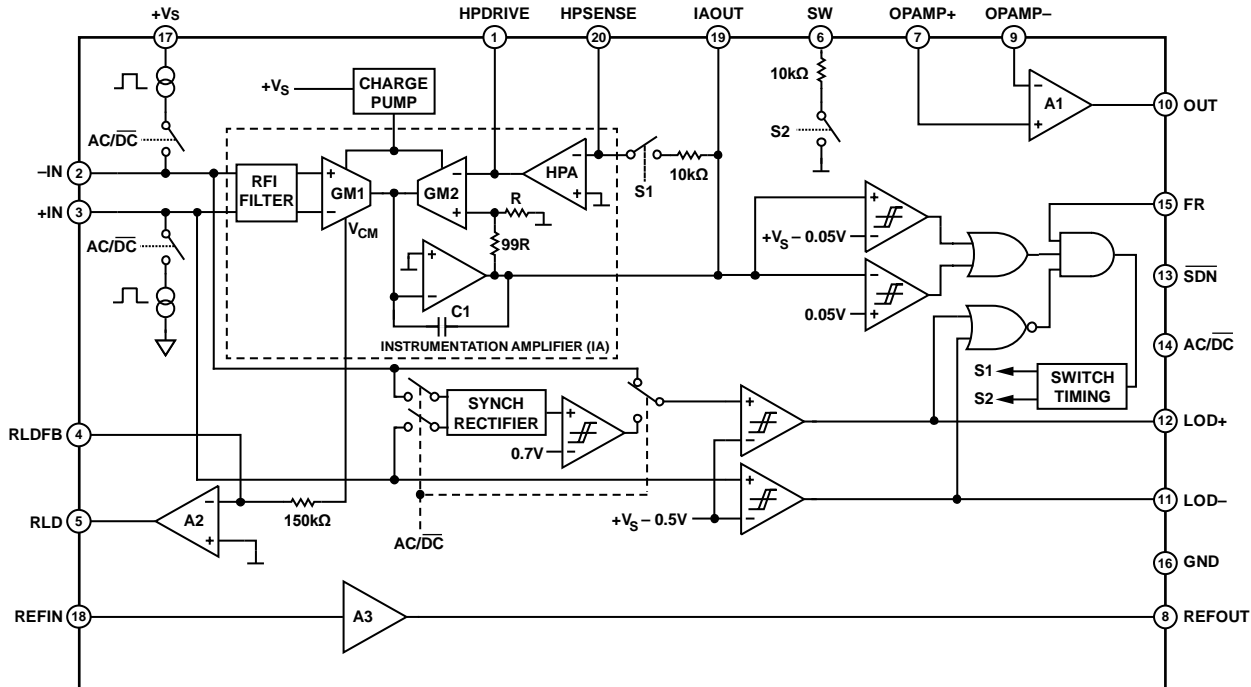 +VS
HPDRIVE
HPSENSE
IAOUT
SW
OPAMP+
OPAMP–
17
1
20
19
6
7
9
10kΩ
+VS
CHARGE
PUMP
A1
–
+
10
OUT
AC/DC
S2
–IN
2
RFI
FILTER
+
–
GM1
GM2
–
+
HPA
–
+
S1
10kΩ
+IN
3
R
15
FR
VCM
AC/DC
99R
+
–
+VS – 0.05V
+
–
–
+
0.05V
13
SDN
C1
INSTRUMENTATION AMPLIFIER (IA)
14
AC/DC
S1
S2
SWITCH
TIMING
SYNCH
RECTIFIER
+
–
0.7V
+
–
12
LOD+
RLDFB
4
+
–
+VS – 0.5V
11
LOD–
RLD
5
A2
–
+
150kΩ
AC/DC
16
GND
REFIN
18
A3
8
REFOUT